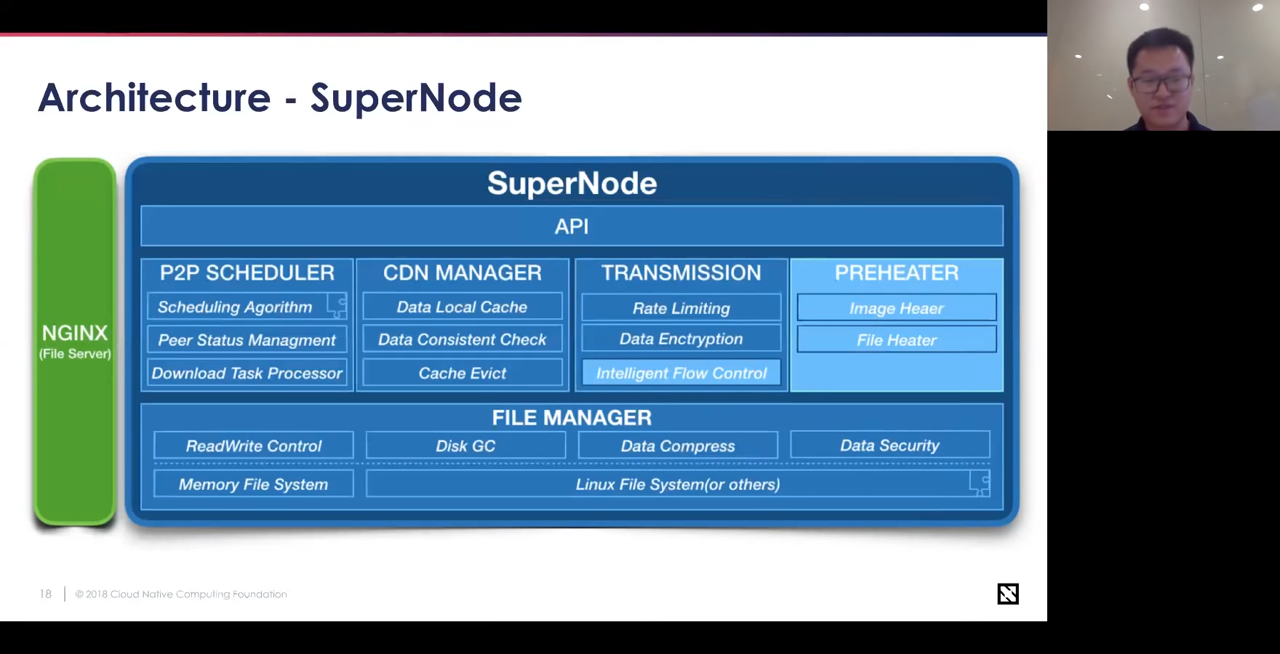 Architecture - SuperNode
NGINX
(File Server)
SuperNode
API
P2P SCHEDULER
Scheduling Agorithm
Peer Status Managment
Download Task Processor
CDN MANAGER
Data Local Cache
Data Consistent Check
Cache Evict
TRANSMISSION
Rate Limiting
Data Enctryption
Intelligent Flow Control
PREHEATER
Image Heaer
File Heater
FILE MANAGER
ReadWrite Control
Disk GC
Data Compress
Data Security
Memory File System
Linux File System(or others)
18
© 2018 Cloud Native Computing Foundation